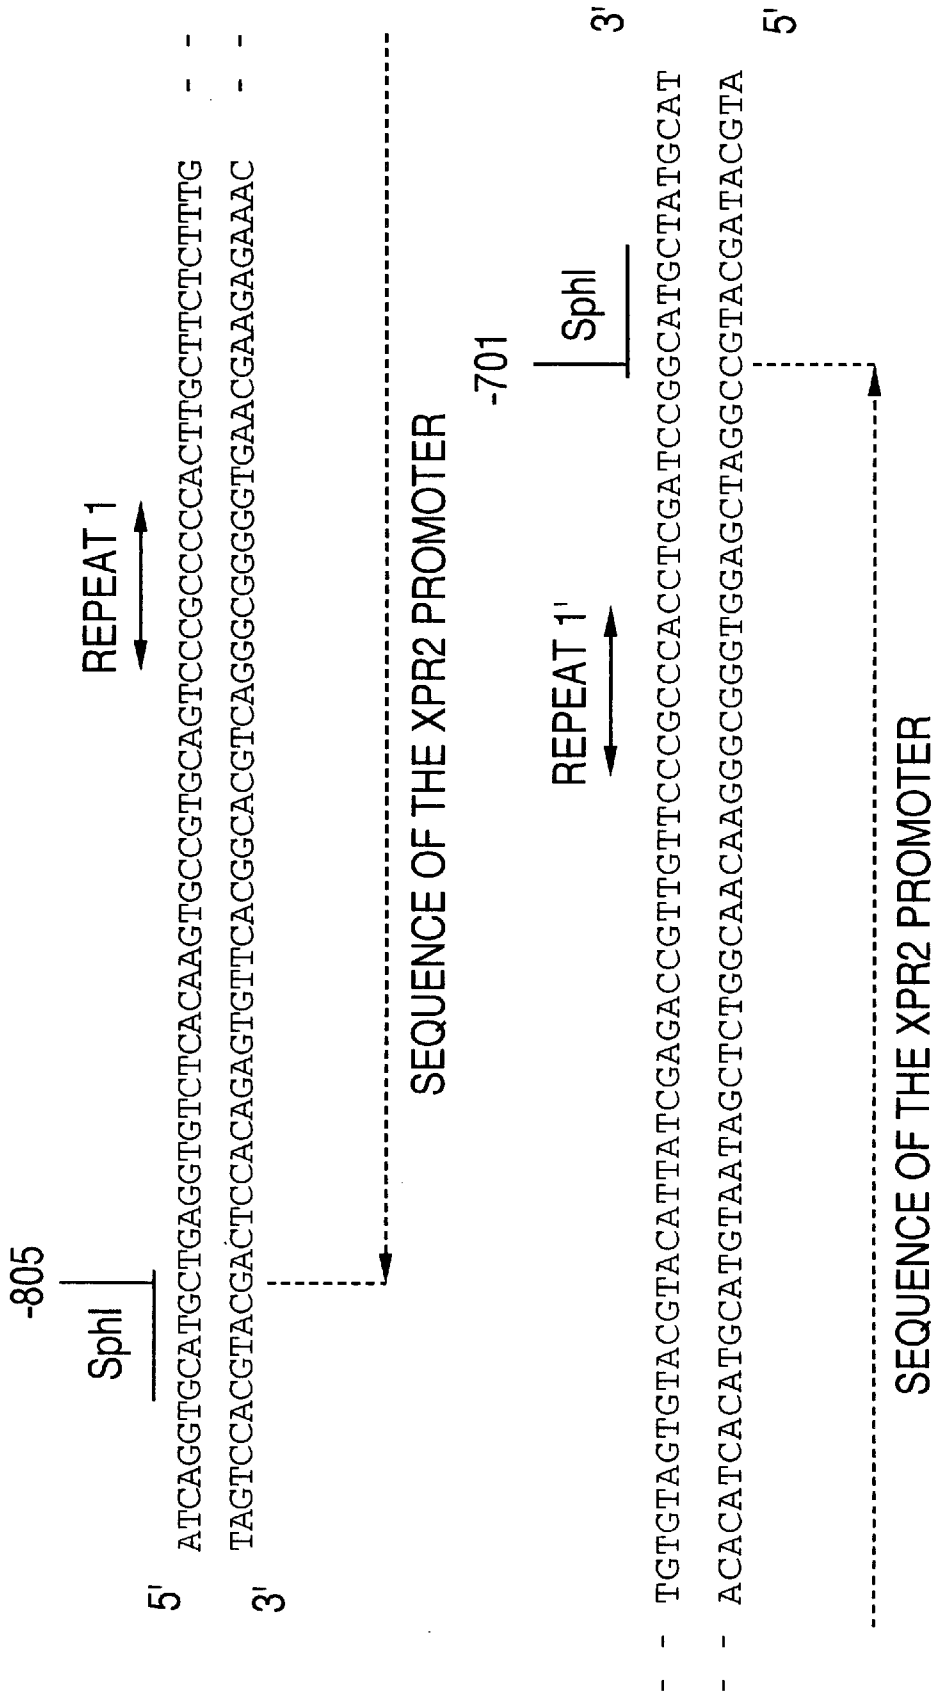 -805
SphI
REPEAT 1
5' ATCAGGTGCATGCTGAGGTGTCTCACAAGTGCCGTGCAGTCCCGCCCCCACTTGCTTCTCTTTG - -
3' TAGTCCACGTACGACTCCACAGAGTGTTCACGGCACGTCAGGGCGGGGGTGAACGAAGAGAAAC - -
SEQUENCE OF THE XPR2 PROMOTER
-701
REPEAT 1'
SphI
- - TGTGTAGTGTACGTACATTATCGAGACCGTTGTTCCCGCCCACCTCGATCCGGCATGCTATGCAT 3'
- - ACACATCACATGCATGTAATAGCTCTGGCAACAAGGGCGGGTGGAGCTAGGCCGTACGATACGTA 5'
SEQUENCE OF THE XPR2 PROMOTER